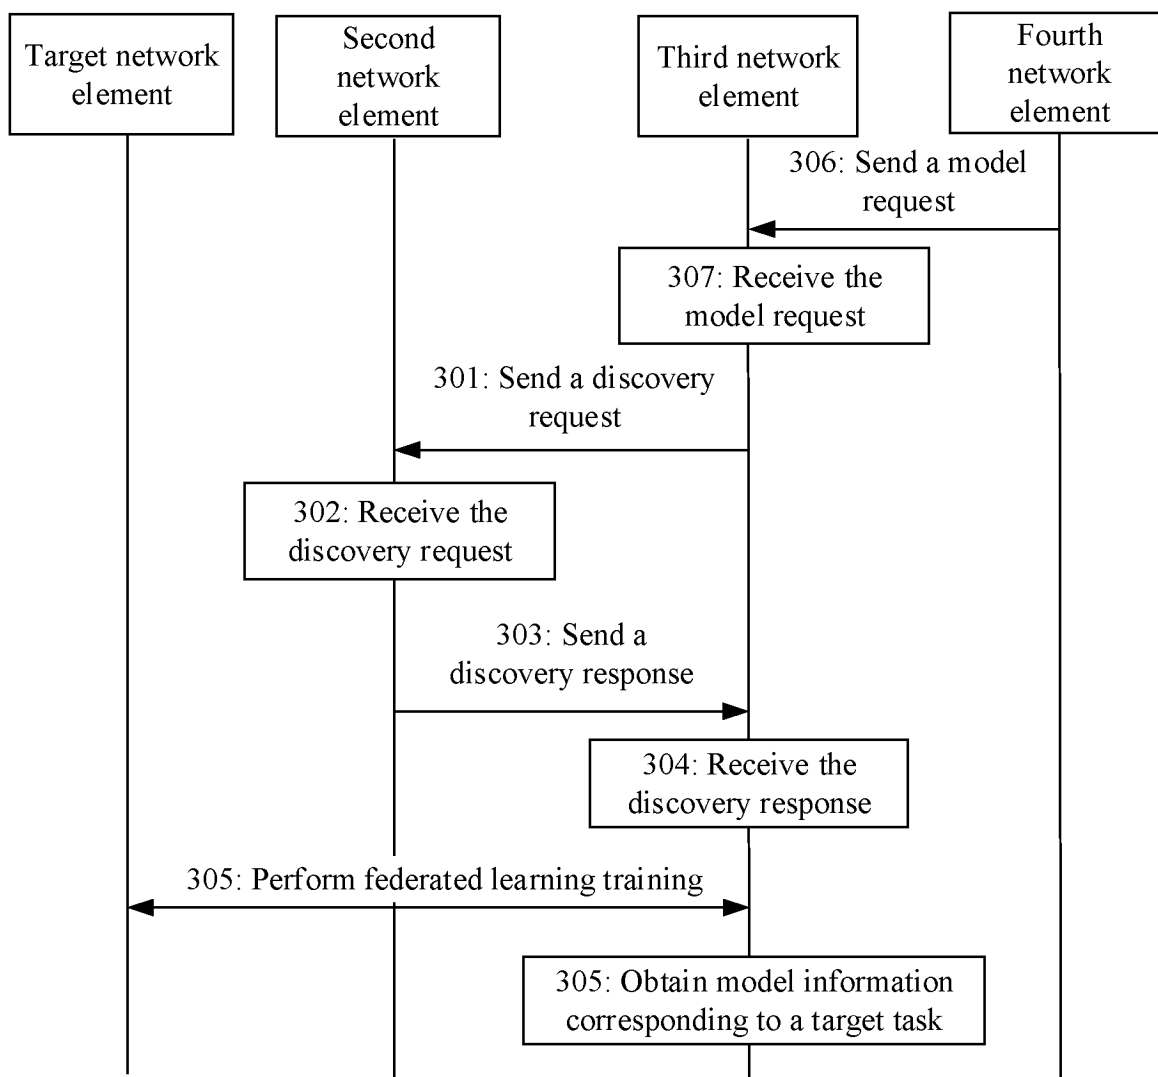 Target network
element
Second
network
element
Third network
element
Fourth
network
element
306: Send a model
request
307: Receive the
model request
301: Send a discovery
request
302: Receive the
discovery request
303: Send a
discovery response
304: Receive the
discovery response
305: Perform federated learning training
305: Obtain model information
corresponding to a target task